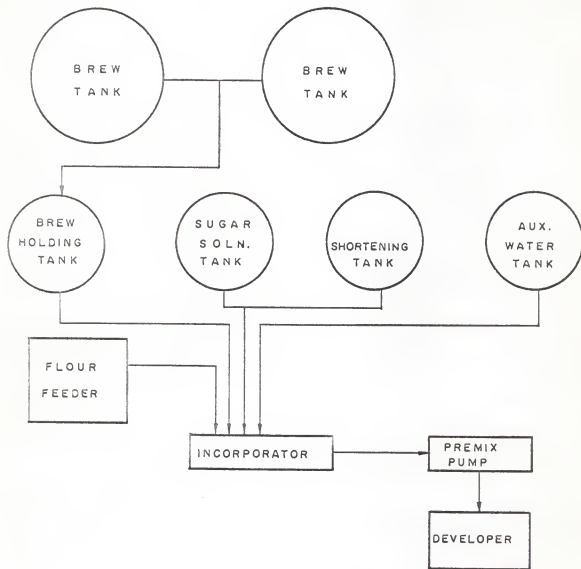 BREW
TANK
BREW
TANK
BREW
HOLDING
TANK
SUGAR
SOLN.
TANK
SHORTENING
TANK
AUX.
WATER
TANK
FLOUR
FEEDER
INCORPORATOR
PREMIX
PUMP
DEVELOPER